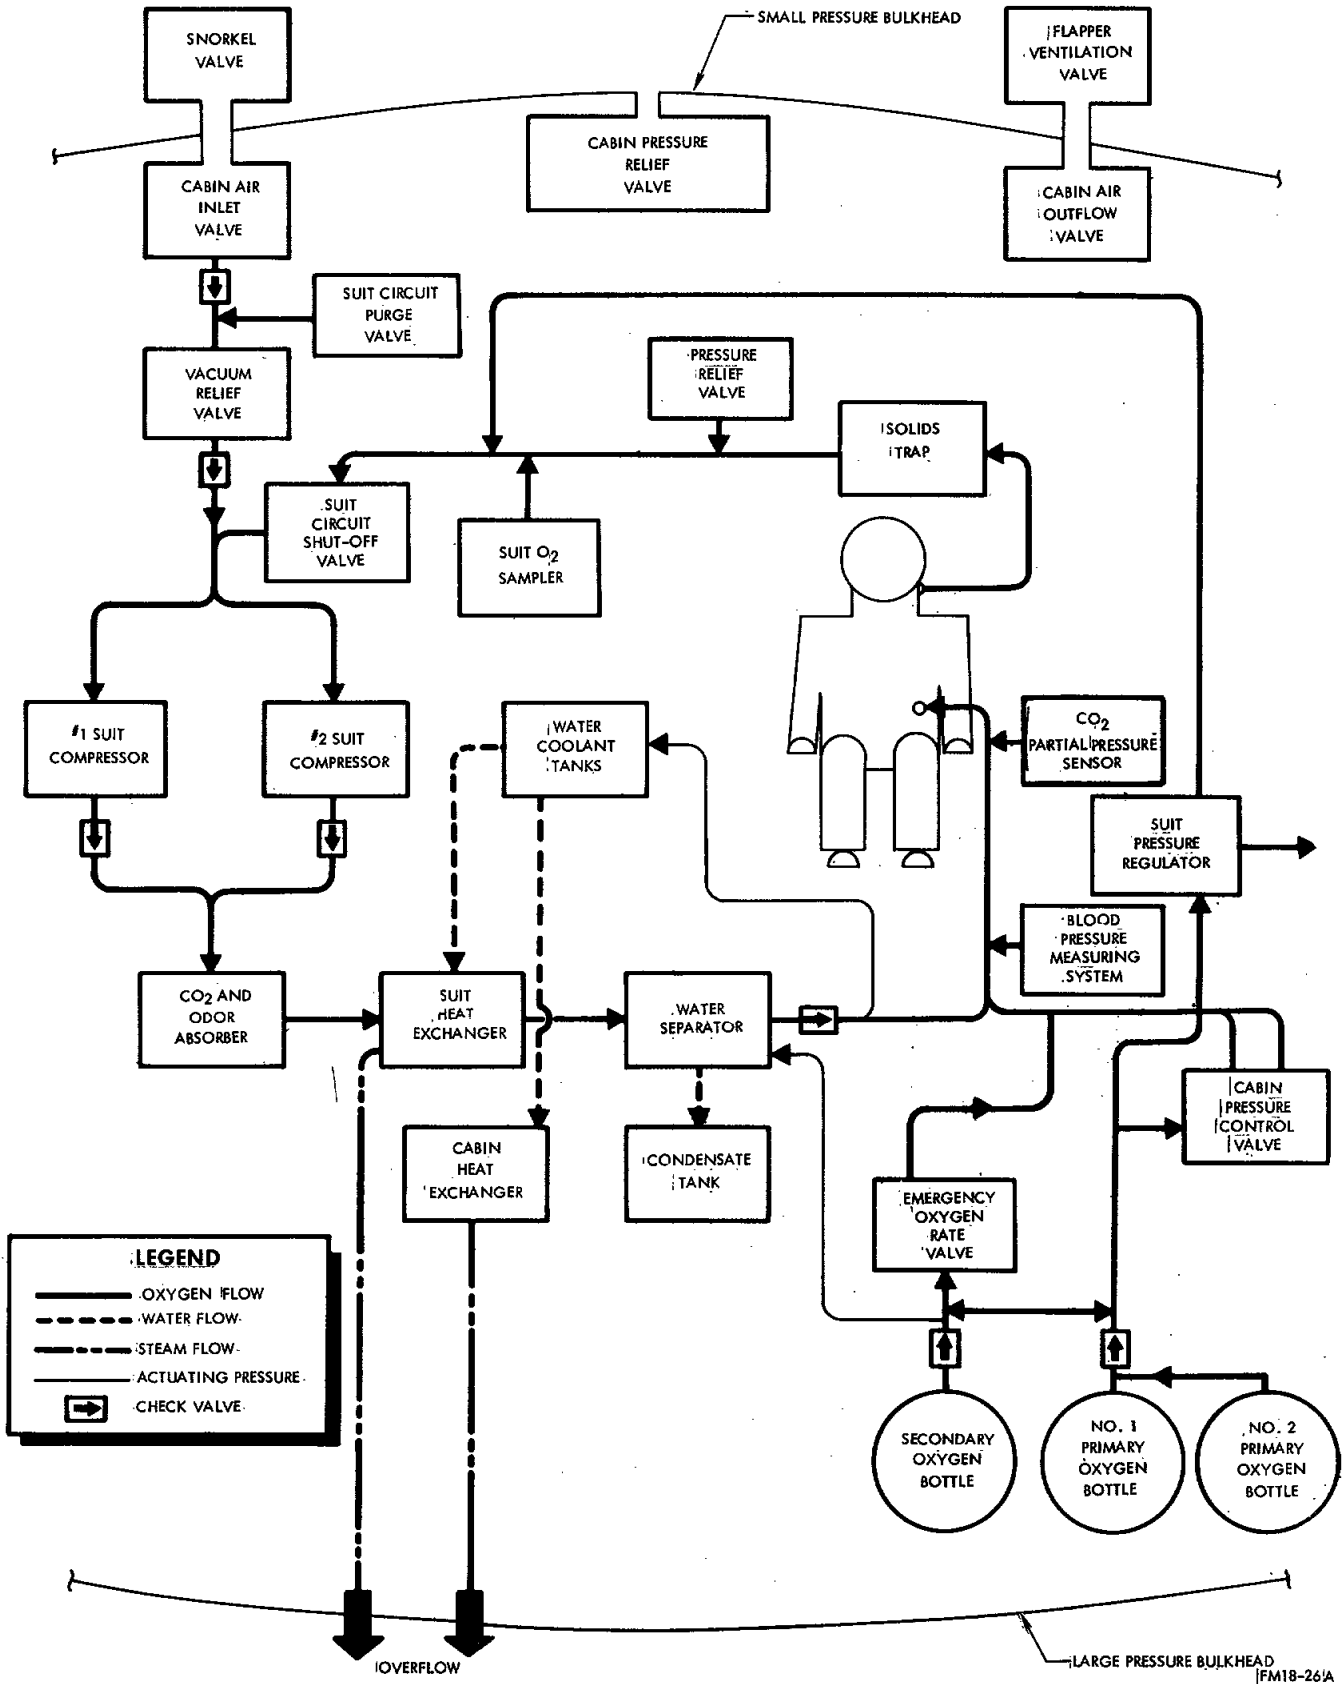 SMALL PRESSURE BULKHEAD
SNORKEL
VALVE
FLAPPER
VENTILATION
VALVE
CABIN PRESSURE
RELIEF
VALVE
CABIN AIR
INLET
VALVE
CABIN AIR
OUTFLOW
VALVE
SUIT CIRCUIT
PURGE
VALVE
VACUUM
RELIEF
VALVE
PRESSURE
RELIEF
VALVE
SOLIDS
TRAP
SUIT
CIRCUIT
SHUT-OFF
VALVE
SUIT O2
SAMPLER
#1 SUIT
COMPRESSOR
#2 SUIT
COMPRESSOR
WATER
COOLANT
TANKS
CO2
PARTIAL PRESSURE
SENSOR
SUIT
PRESSURE
REGULATOR
BLOOD
PRESSURE
MEASURING
SYSTEM
CO2 AND
ODOR
ABSORBER
SUIT
HEAT
EXCHANGER
WATER
SEPARATOR
CABIN
PRESSURE
CONTROL
VALVE
CABIN
HEAT
EXCHANGER
CONDENSATE
TANK
EMERGENCY
OXYGEN
RATE
VALVE
LEGEND
OXYGEN FLOW
WATER FLOW
STEAM FLOW
ACTUATING PRESSURE
CHECK VALVE
SECONDARY
OXYGEN
BOTTLE
NO. 1
PRIMARY
OXYGEN
BOTTLE
NO. 2
PRIMARY
OXYGEN
BOTTLE
OVERFLOW
LARGE PRESSURE BULKHEAD
FM18-26A